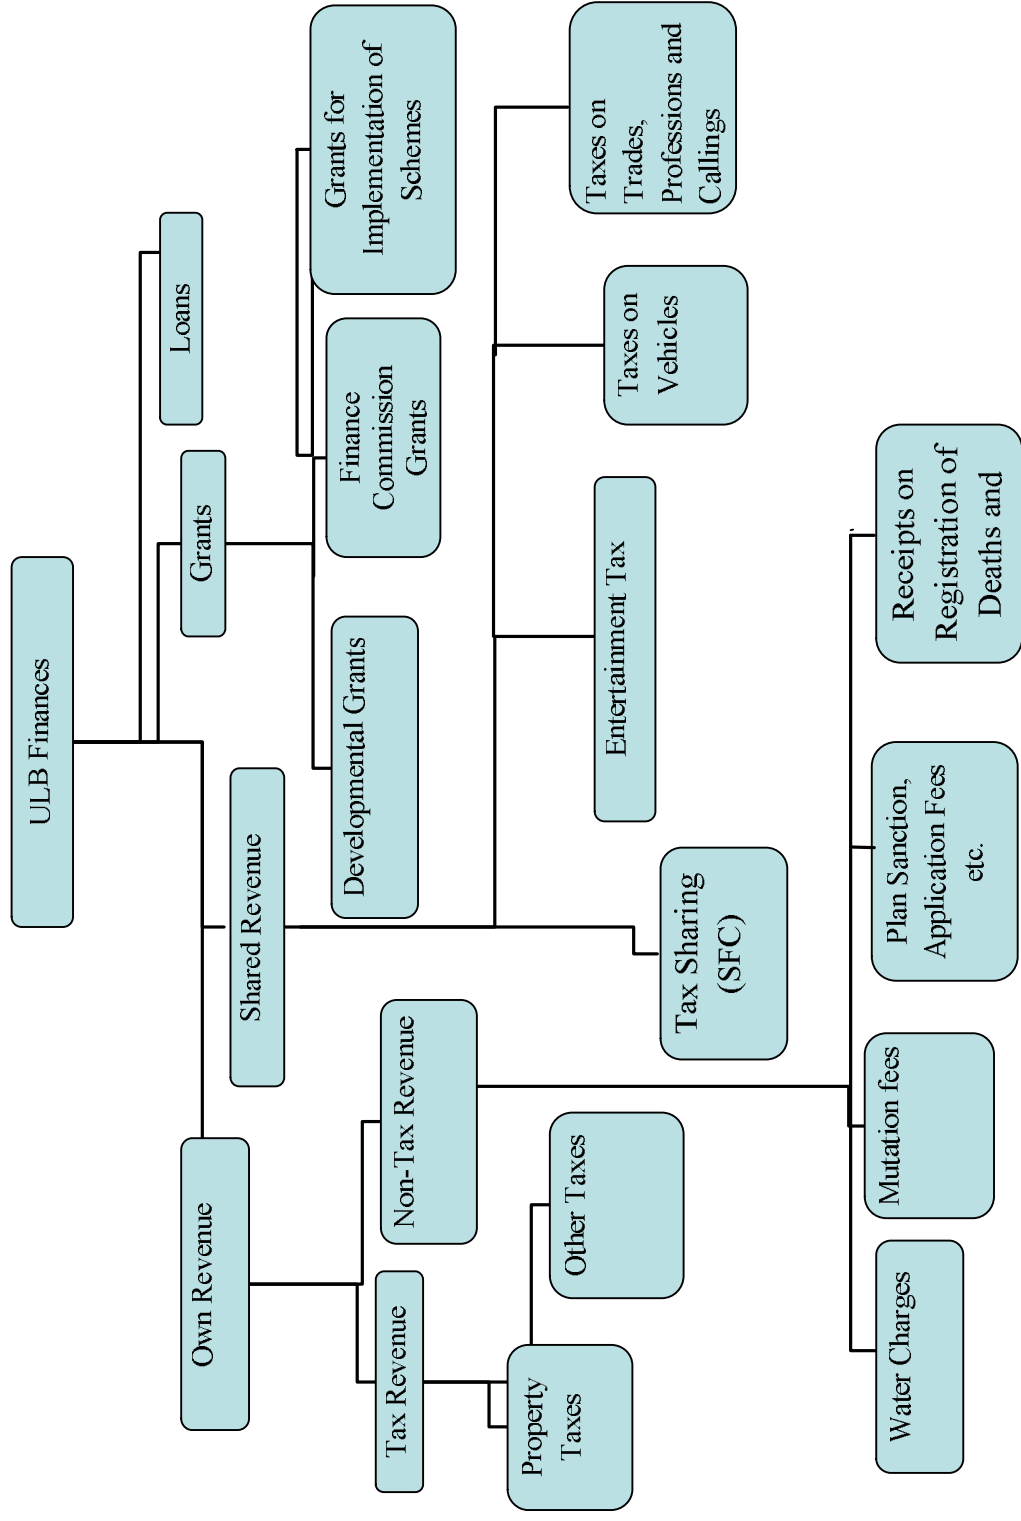 ULB Finances
Own Revenue
Shared Revenue
Grants
Loans
Tax Revenue
Non-Tax Revenue
Developmental Grants
Finance
Commission
Grants
Grants for
Implementation of
Schemes
Property
Taxes
Other Taxes
Tax Sharing
(SFC)
Entertainment Tax
Taxes on
Vehicles
Taxes on
Trades,
Professions and
Callings
Water Charges
Mutation fees
Plan Sanction,
Application Fees
etc.
Receipts on
Registration of
Deaths and